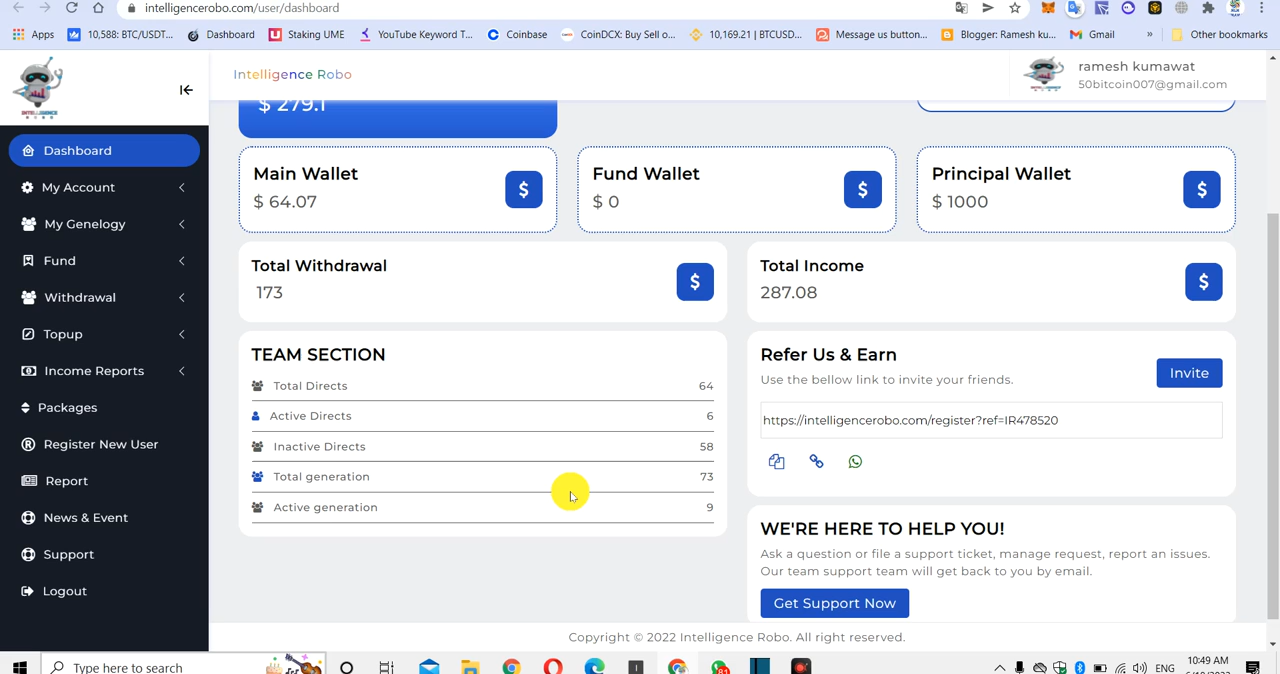 intelligencerobo.com/user/dashboard
Apps 10,588: BTC/USDT... Dashboard Staking UME YouTube Keyword T... Coinbase CoinDCX: Buy Sell o... 10,169.21 | BTCUSD... Message us button... Blogger: Ramesh ku... Gmail » Other bookmarks
INTELLIGENCE
Intelligence Robo
ramesh kumawat
50bitcoin007@gmail.com
$ 279.1
Dashboard
My Account
My Genelogy
Fund
Withdrawal
Topup
Income Reports
Packages
Register New User
Report
News & Event
Support
Logout
Main Wallet
$ 64.07
$
Fund Wallet
$ 0
$
Principal Wallet
$ 1000
$
Total Withdrawal
173
$
Total Income
287.08
$
TEAM SECTION
Total Directs 64
Active Directs 6
Inactive Directs 58
Total generation 73
Active generation 9
Refer Us & Earn
Use the bellow link to invite your friends.
Invite
https://intelligencerobo.com/register?ref=IR478520
WE'RE HERE TO HELP YOU!
Ask a question or file a support ticket, manage request, report an issues.
Our team support team will get back to you by email.
Get Support Now
Copyright © 2022 Intelligence Robo. All right reserved.
Type here to search
ENG
10:49 AM